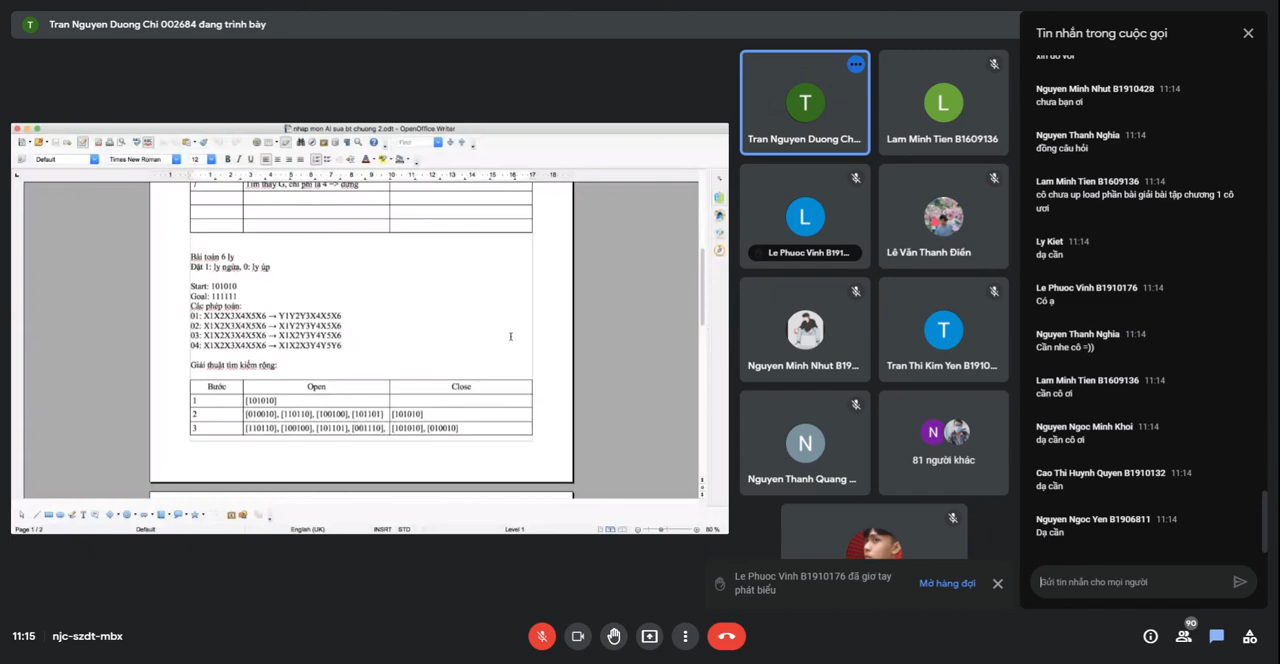 T Tran Nguyen Duong Chi 002684 đang trình bày
nhap mon AI sua bt chuong 2.odt - OpenOffice Writer
Default Times New Roman 12 B I U
Find
7 Tìm thấy G, chi phí là 4 => dừng
Bài toán 6 ly
Đặt 1: ly ngửa, 0: ly úp
Start: 101010
Goal: 111111
Các phép toán:
01: X1X2X3X4X5X6 → Y1Y2Y3X4X5X6
02: X1X2X3X4X5X6 → X1Y2Y3Y4X5X6
03: X1X2X3X4X5X6 → X1X2Y3Y4Y5X6
04: X1X2X3X4X5X6 → X1X2X3Y4Y5Y6
Giải thuật tìm kiếm rộng:
Bước Open Close
1 [101010]
2 [010010], [110110], [100100], [101101] [101010]
3 [110110], [100100], [101101], [001110], [101010], [010010]
Page 1 / 2 Default English (UK) INSRT STD Level 1 80 %
T
Tran Nguyen Duong Ch...
L
Lam Minh Tien B1609136
L
Le Phuoc Vinh B191...
Lê Văn Thanh Điền
Nguyen Minh Nhut B19...
T
Tran Thi Kim Yen B1910...
N
Nguyen Thanh Quang ...
N
81 người khác
Le Phuoc Vinh B1910176 đã giơ tay
phát biểu
Mở hàng đợi
Tin nhắn trong cuộc gọi
Nguyen Minh Nhut B1910428 11:14
chưa bạn ơi
Nguyen Thanh Nghia 11:14
đồng câu hỏi
Lam Minh Tien B1609136 11:14
cô chưa up load phần bài giải bài tập chương 1 cô
ươi
Ly Kiet 11:14
dạ cần
Le Phuoc Vinh B1910176 11:14
Có ạ
Nguyen Thanh Nghia 11:14
Cần nhe cô =))
Lam Minh Tien B1609136 11:14
cần cô ơi
Nguyen Ngoc Minh Khoi 11:14
dạ cần cô ơi
Cao Thi Huynh Quyen B1910132 11:14
dạ cần
Nguyen Ngoc Yen B1906811 11:14
Dạ cần
Gửi tin nhắn cho mọi người
11:15 njc-szdt-mbx
90